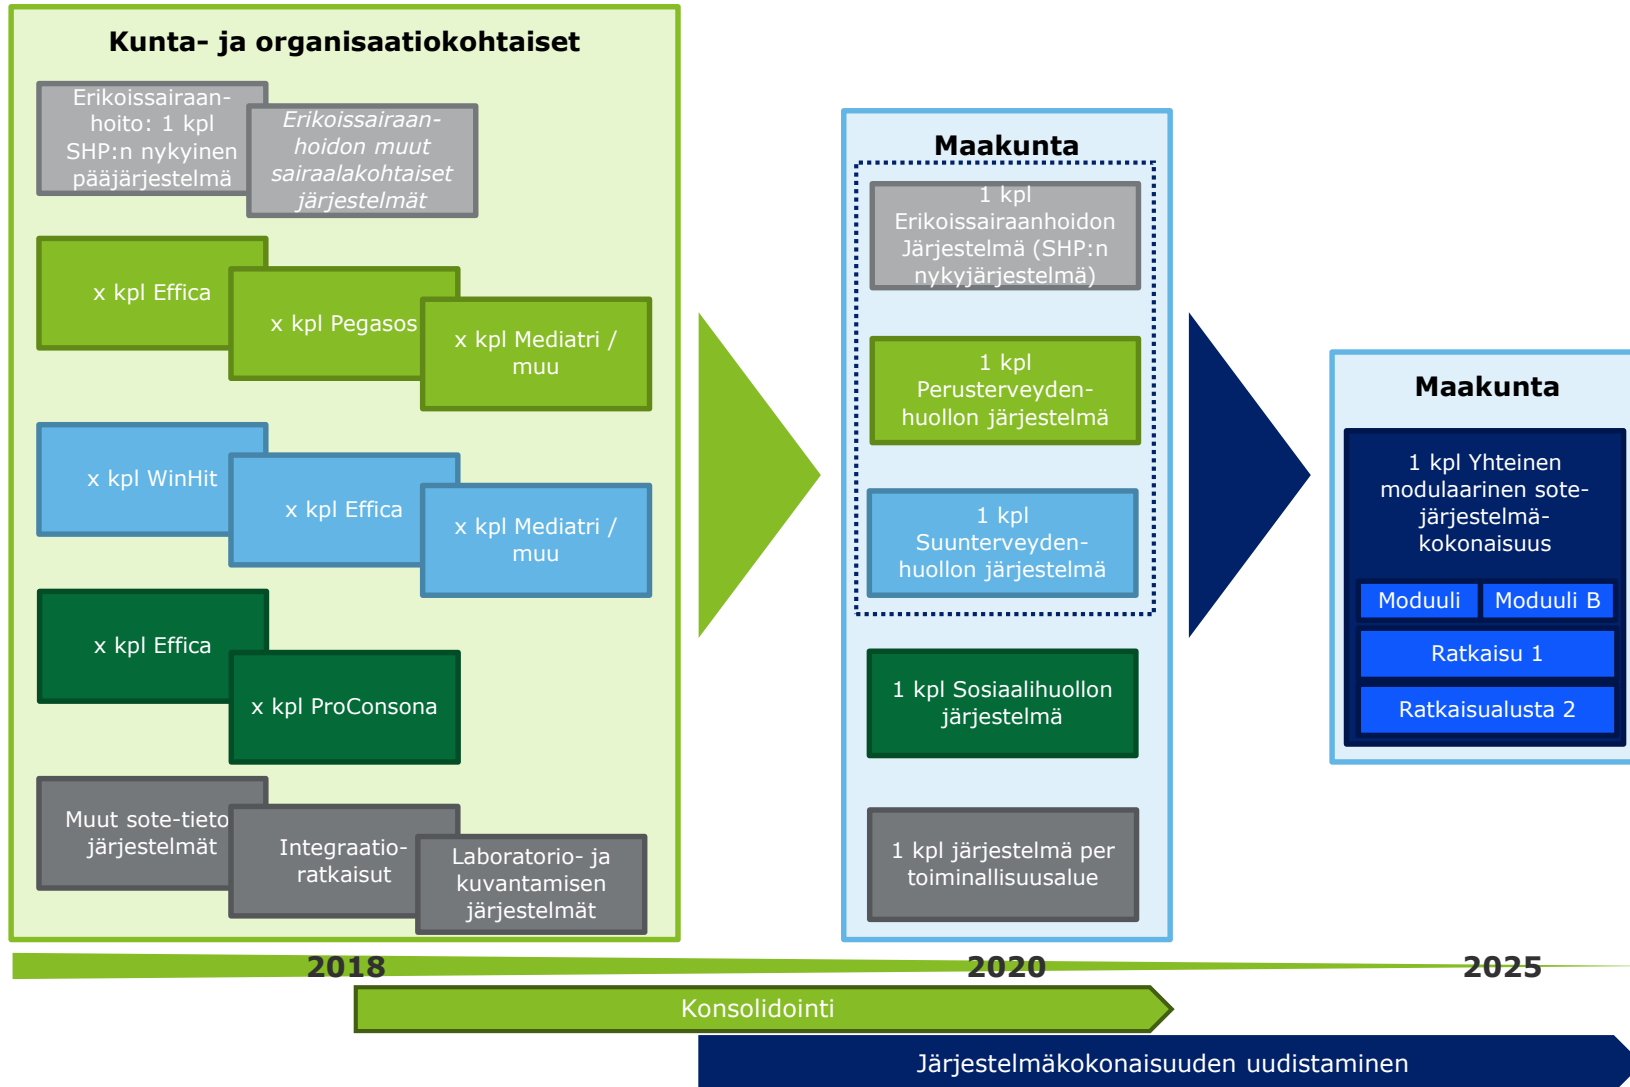 Kunta- ja organisaatiokohtaiset
Erikoissairaan-
hoito: 1 kpl
SHP:n nykyinen
pääjärjestelmä
Erikoissairaan-
hoidon muut
sairaalakohtaiset
järjestelmät
x kpl Effica
x kpl Pegasos
x kpl Mediatri /
muu
x kpl WinHit
x kpl Effica
x kpl Mediatri /
muu
x kpl Effica
x kpl ProConsona
Muut sote-tieto
järjestelmät
Integraatio-
ratkaisut
Laboratorio- ja
kuvantamisen
järjestelmät
Maakunta
1 kpl
Erikoissairaanhoidon
Järjestelmä (SHP:n
nykyjärjestelmä)
1 kpl
Perusterveyden-
huollon järjestelmä
1 kpl
Suunterveyden-
huollon järjestelmä
1 kpl Sosiaalihuollon
järjestelmä
1 kpl järjestelmä per
toiminallisuusalue
Maakunta
1 kpl Yhteinen
modulaarinen sote-
järjestelmä-
kokonaisuus
Moduuli
Moduuli B
Ratkaisu 1
Ratkaisualusta 2
2018
2020
2025
Konsolidointi
Järjestelmäkokonaisuuden uudistaminen